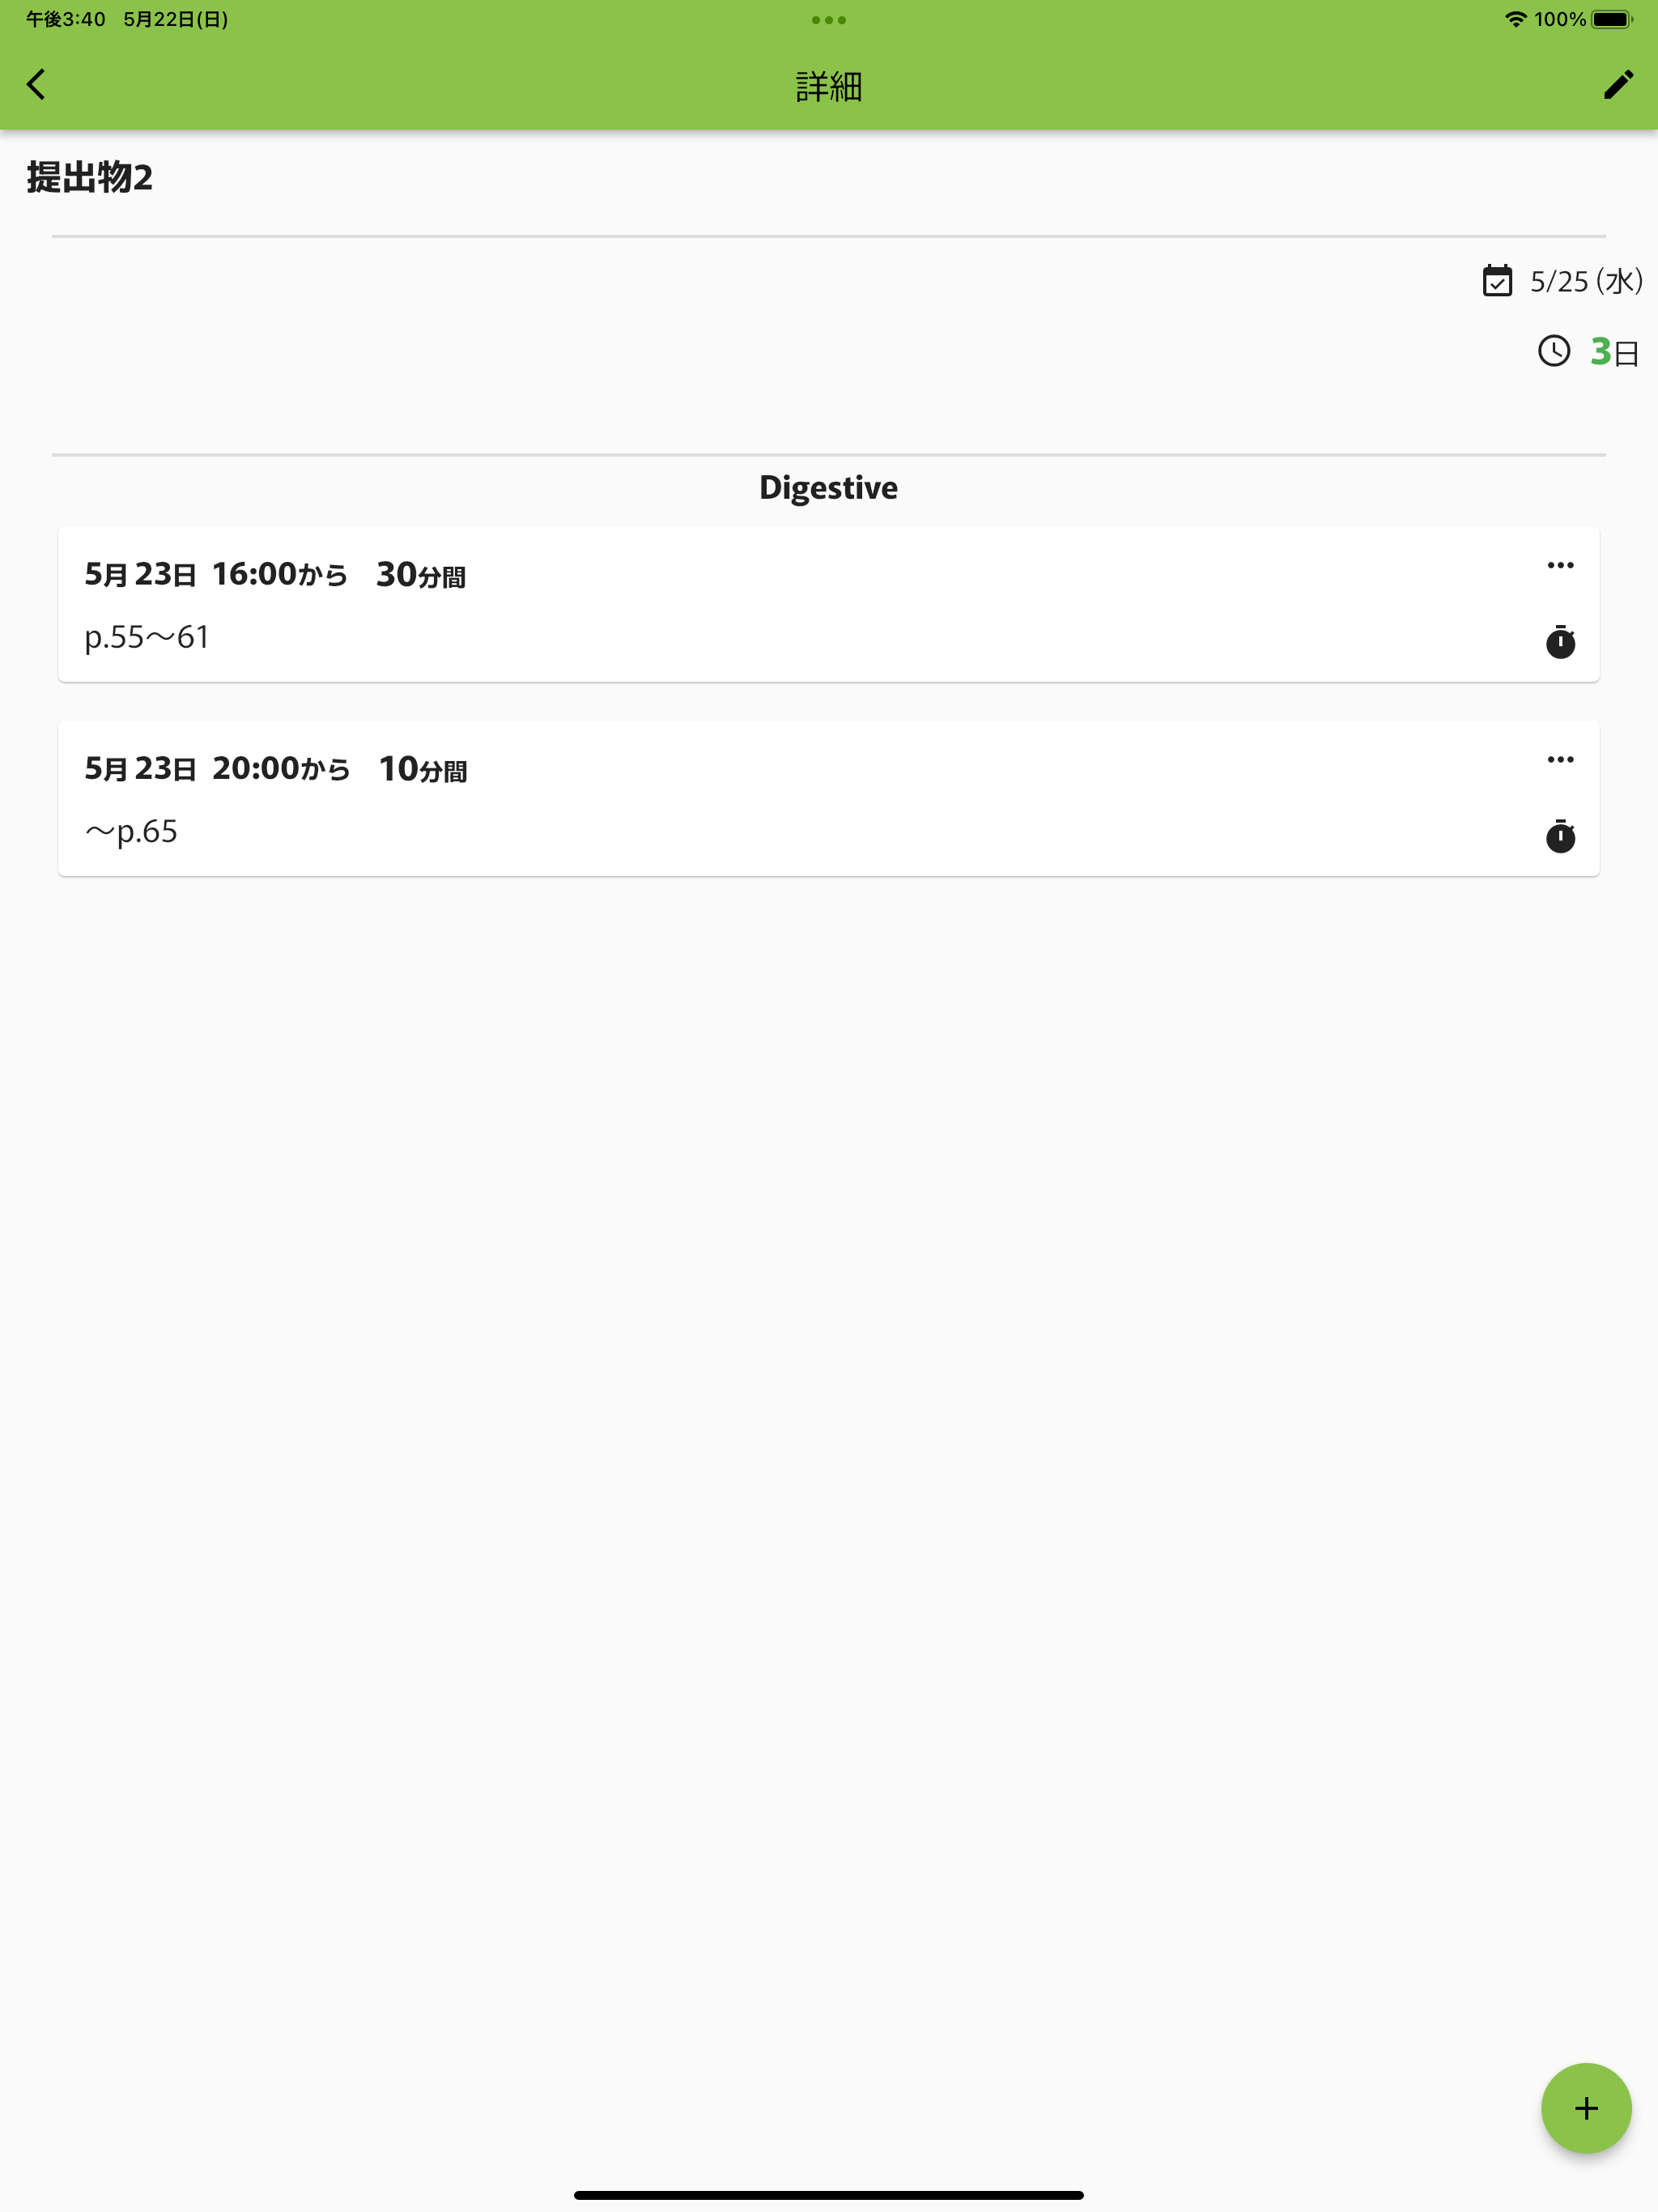 午後3:40 5月22日(日) 100%
詳細
提出物2
5/25 (水)
3日
Digestive
5月 23日 16:00から 30分間
p.55〜61
5月 23日 20:00から 10分間
〜p.65